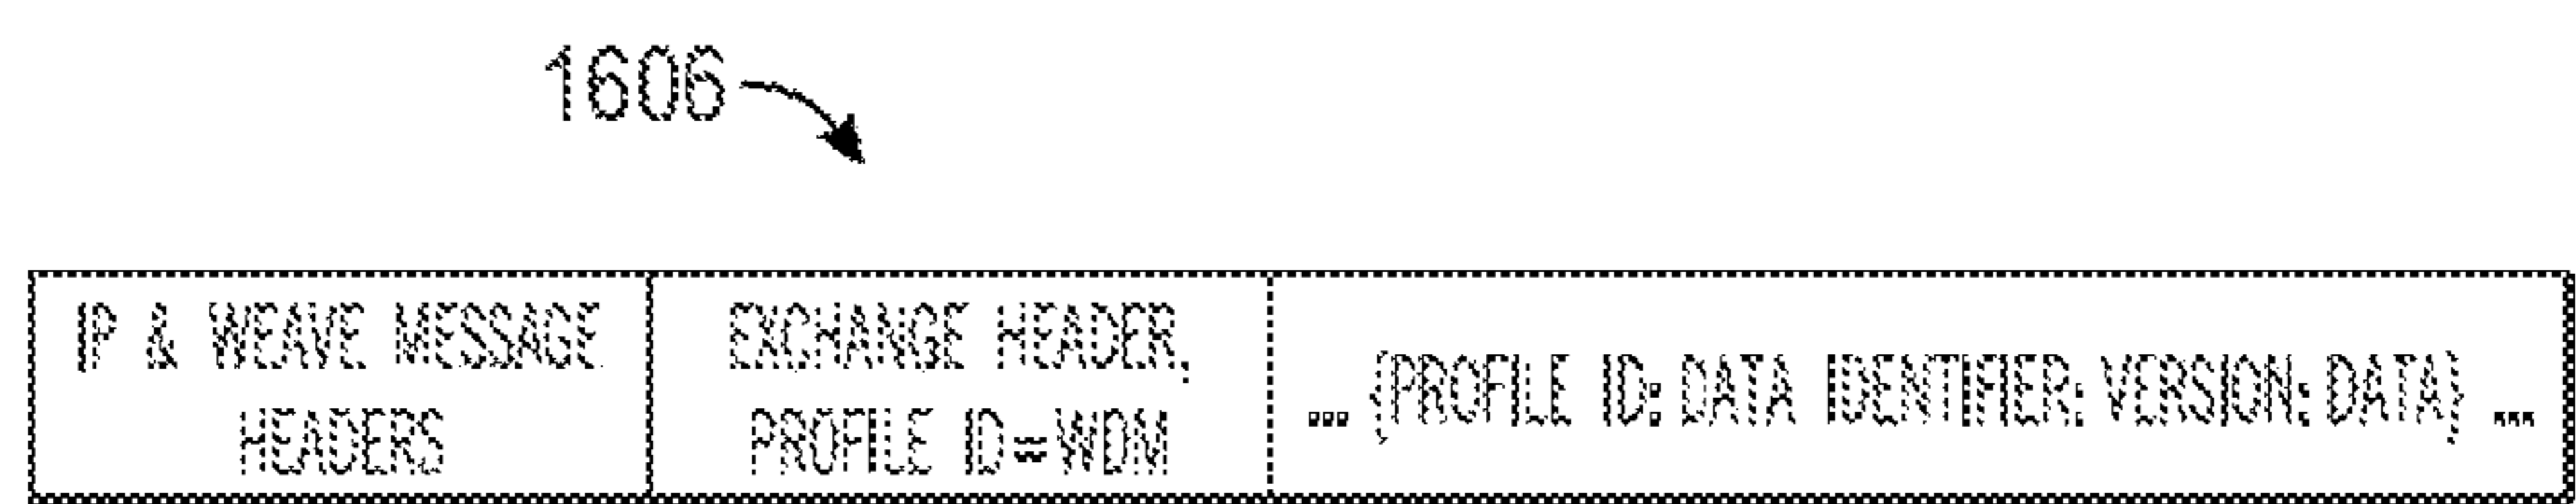 1606
IP & WEAVE MESSAGE
HEADERS
EXCHANGE HEADER,
PROFILE ID=WDM
... {PROFILE ID: DATA IDENTIFIER: VERSION: DATA} ...